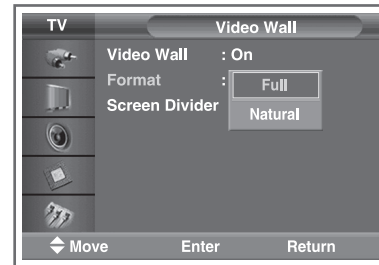 TV Video Wall
Video Wall : On
Format : Full
Natural
Screen Divider
Move Enter Return